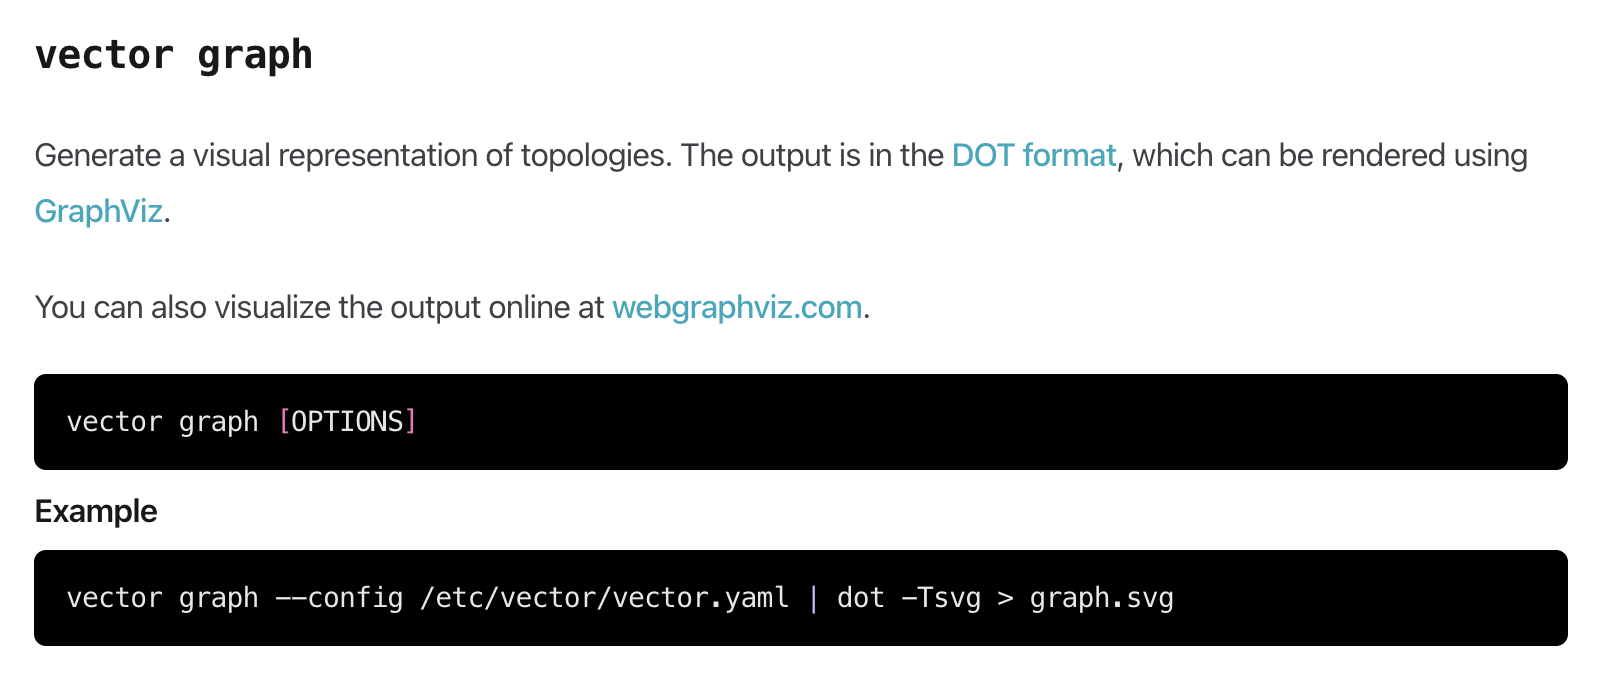 vector graph
Generate a visual representation of topologies. The output is in the DOT format, which can be rendered using
GraphViz.
You can also visualize the output online at webgraphviz.com.
vector graph [OPTIONS]
Example
vector graph --config /etc/vector/vector.yaml | dot -Tsvg > graph.svg